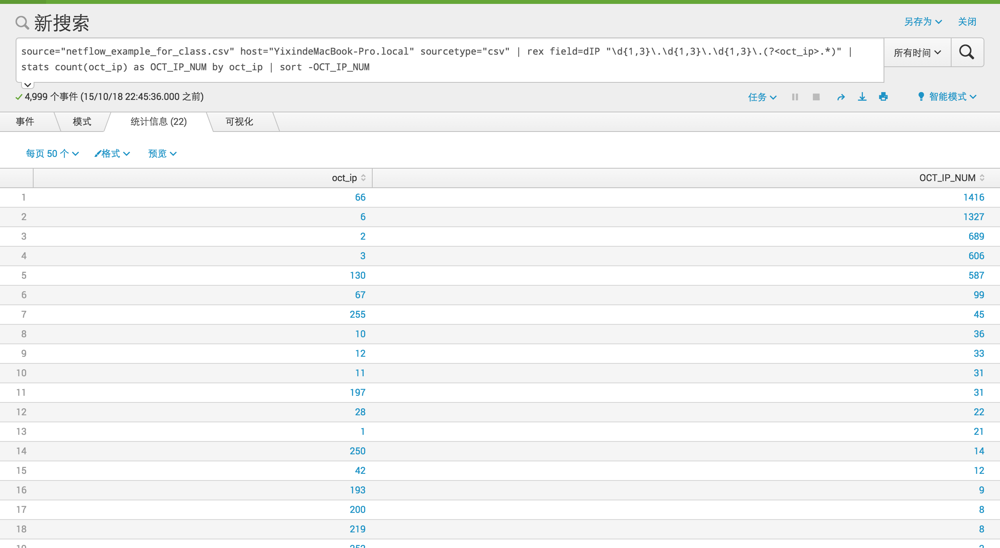 新搜索
另存为 关闭
source="netflow_example_for_class.csv" host="YixindeMacBook-Pro.local" sourcetype="csv" | rex field=dIP "\d{1,3}\.\d{1,3}\.\d{1,3}\.(?<oct_ip>.*)" |
stats count(oct_ip) as OCT_IP_NUM by oct_ip | sort -OCT_IP_NUM
所有时间
4,999 个事件 (15/10/18 22:45:36.000 之前)
任务 智能模式
事件 模式 统计信息 (22) 可视化
每页 50 个 格式 预览
oct_ip OCT_IP_NUM
1 66 1416
2 6 1327
3 2 689
4 3 606
5 130 587
6 67 99
7 255 45
8 10 36
9 12 33
10 11 31
11 197 31
12 28 22
13 1 21
14 250 14
15 42 12
16 193 9
17 200 8
18 219 8